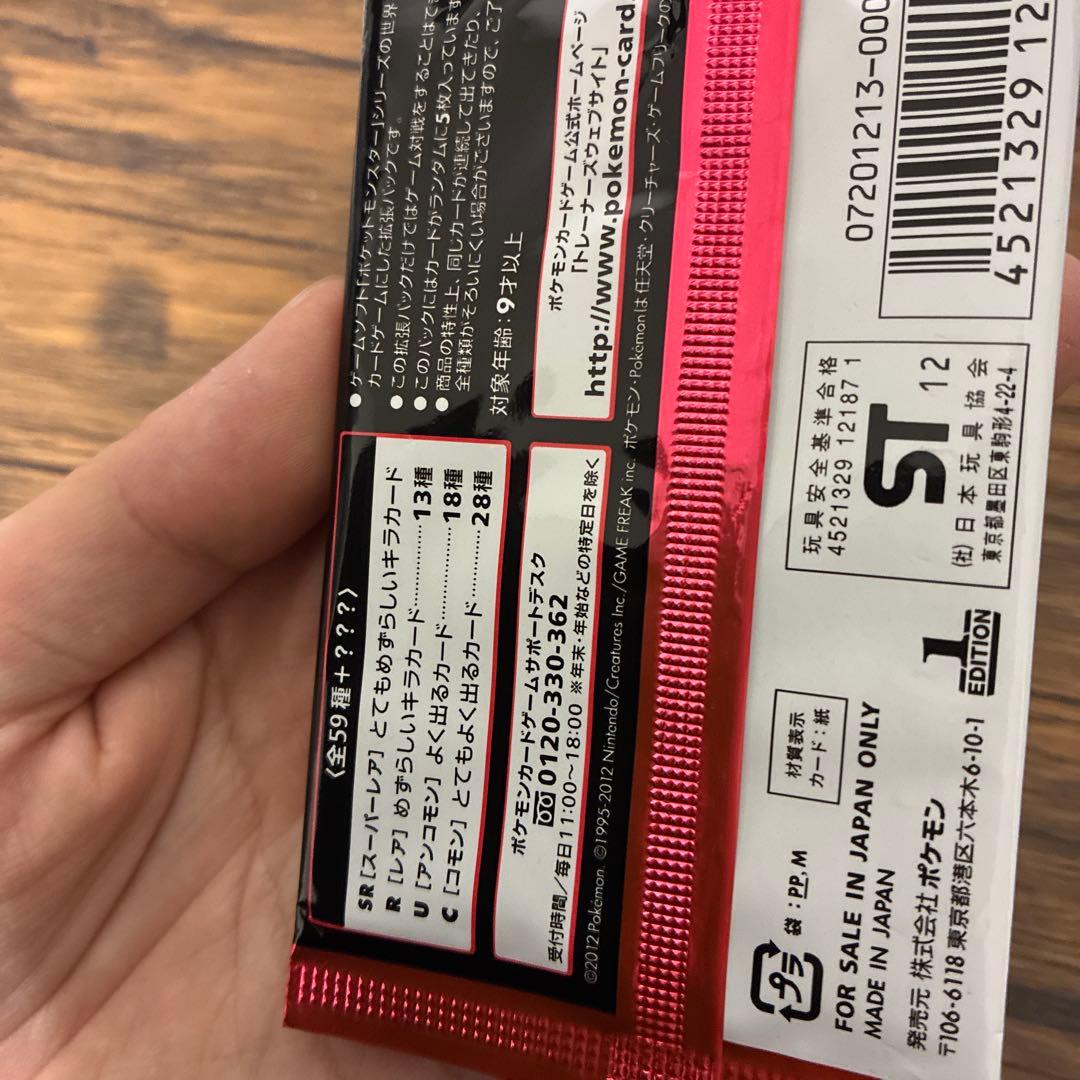 ●ゲームソフト『ポケットモンスター』シリーズの世界
カードゲームにした拡張パックです。
●この拡張パックだけではゲーム対戦をすることはで
●このパックにはカードがランダムに5枚入っています
●商品の特性上、同じカードが連続して出てきたり、
全種類がそろいにくい場合がございますので、ご了
対象年齢：9才以上
ポケモンカードゲーム公式ホームページ
「トレーナーズウェブサイト」
http://www.pokemon-card.
〈全59種＋？？？〉
SR［スーパーレア］とてもめずらしいキラカード
R［レア］めずらしいキラカード…………13種
U［アンコモン］よく出るカード…………18種
C［コモン］とてもよく出るカード………28種
ポケモンカードゲームサポートデスク
0120-330-362
受付時間／毎日11:00～18:00 ※年末・年始などの特定日を除く
©2012 Pokémon. ©1995-2012 Nintendo/Creatures Inc./GAME FREAK inc. ポケモン・Pokémonは任天堂・クリーチャーズ・ゲームフリークの
07201213-000
4521329 12
玩具安全基準合格
4521329 12187 1
ST 12
(社)日本玩具協会
東京都墨田区東駒形4-22-4
1
EDITION
材質表示
カード：紙
プラ
袋：PP,M
FOR SALE IN JAPAN ONLY
MADE IN JAPAN
発売元 株式会社 ポケモン
〒106-6118 東京都港区六本木6-10-1